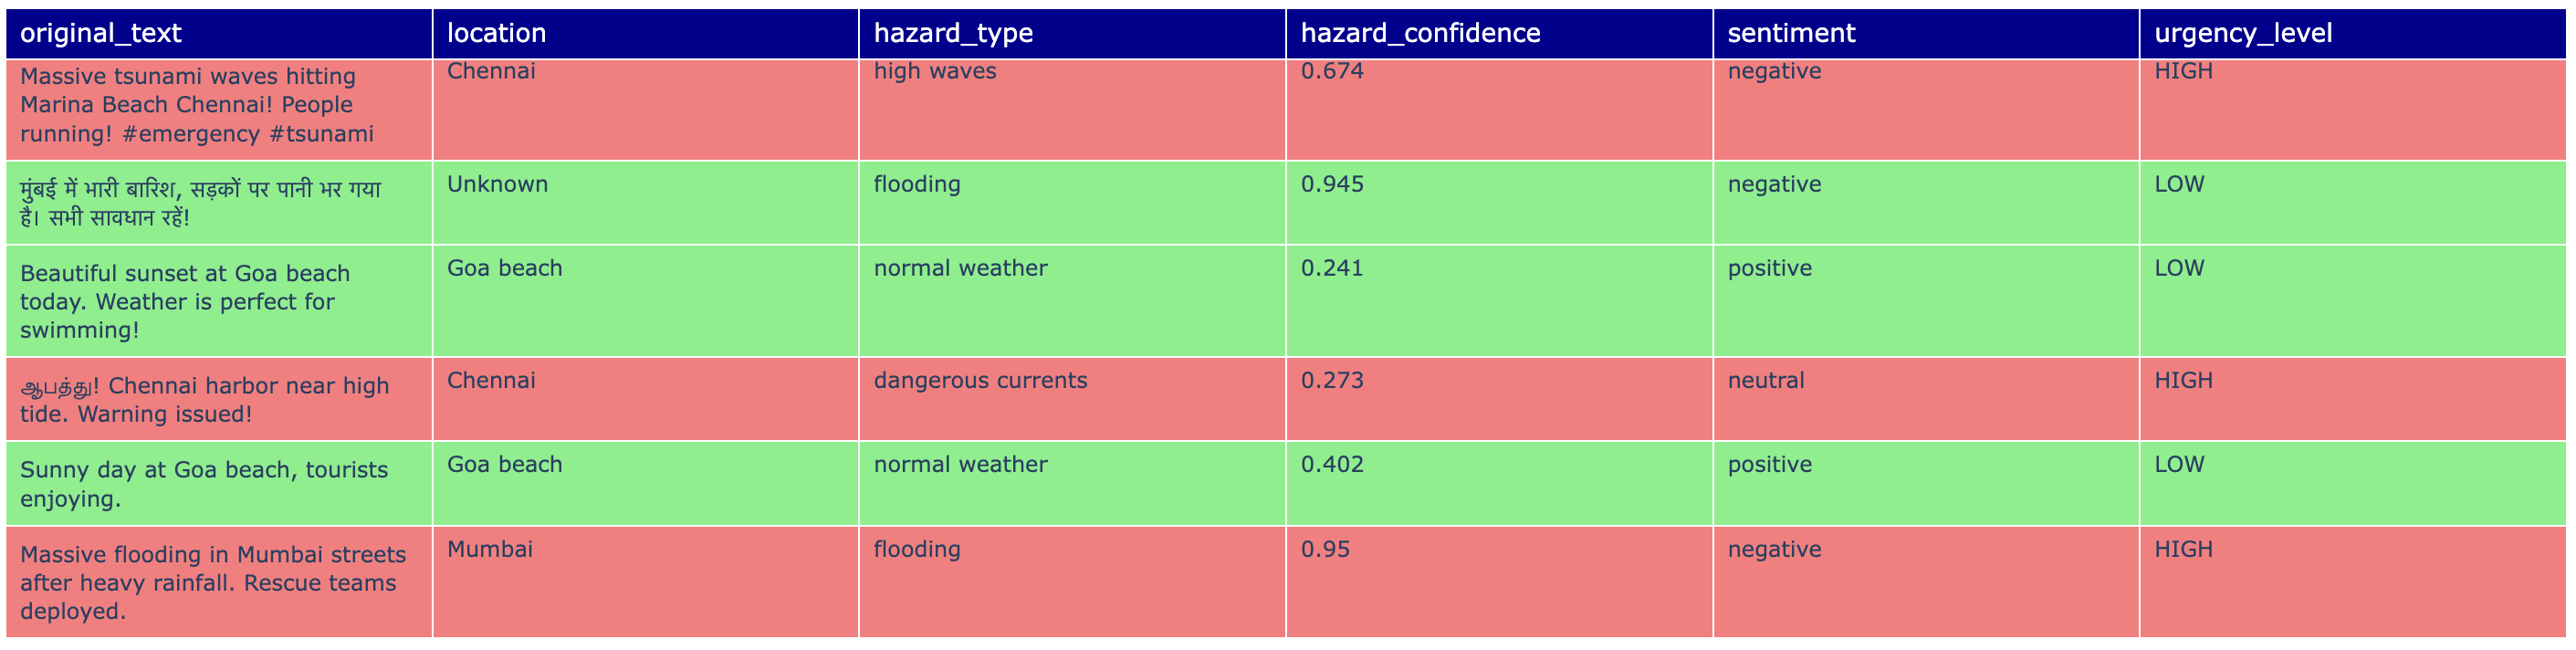 original_text location hazard_type hazard_confidence sentiment urgency_level
Massive tsunami waves hitting Chennai high waves 0.674 negative HIGH
Marina Beach Chennai! People
running! #emergency #tsunami
मुंबई में भारी बारिश, सड़कों पर पानी भर गया Unknown flooding 0.945 negative LOW
है। सभी सावधान रहें!
Beautiful sunset at Goa beach Goa beach normal weather 0.241 positive LOW
today. Weather is perfect for
swimming!
ஆபத்து! Chennai harbor near high Chennai dangerous currents 0.273 neutral HIGH
tide. Warning issued!
Sunny day at Goa beach, tourists Goa beach normal weather 0.402 positive LOW
enjoying.
Massive flooding in Mumbai streets Mumbai flooding 0.95 negative HIGH
after heavy rainfall. Rescue teams
deployed.